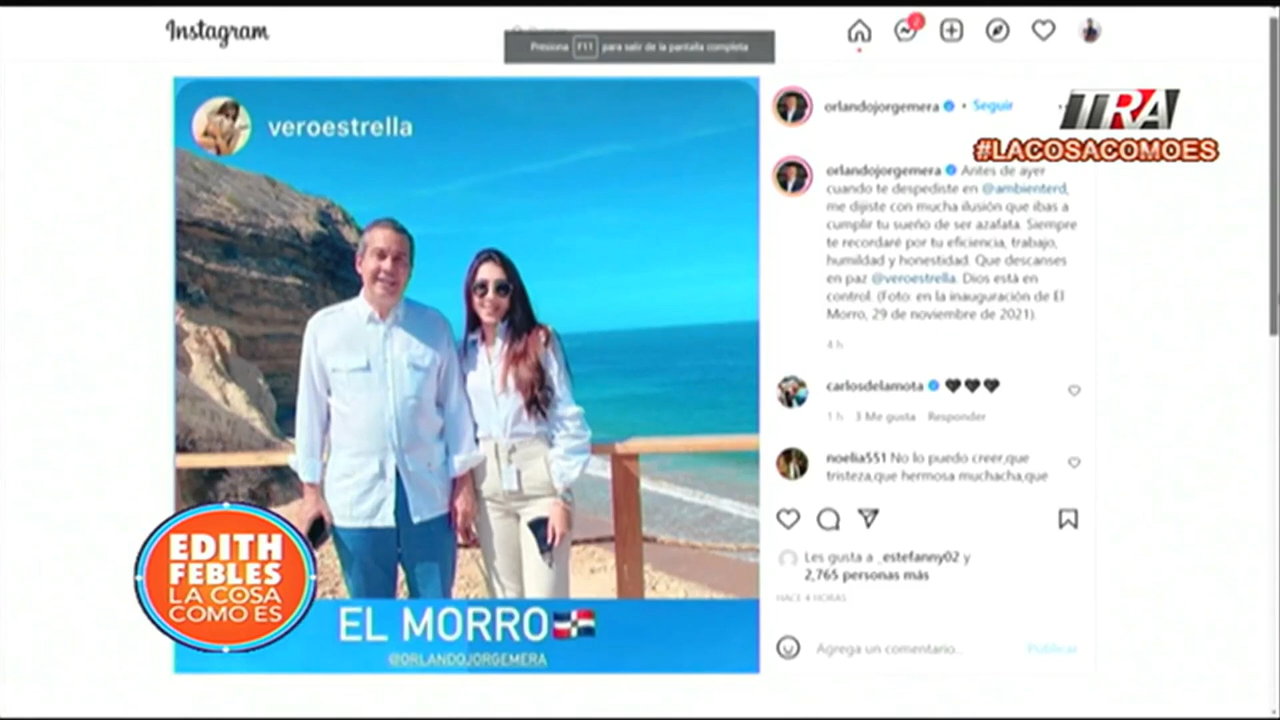 Instagram
2
Presiona F11 para salir de la pantalla completa
veroestrella
EL MORRO
@ORLANDOJORGEMERA
EDITH
FEBLES
LA COSA
COMO ES
orlandojorgemera • Seguir
TRA
#LACOSACOMOES
orlandojorgemera Antes de ayer
cuando te despediste en @ambienterd,
me dijiste con mucha ilusión que ibas a
cumplir tu sueño de ser azafata. Siempre
te recordaré por tu eficiencia, trabajo,
humildad y honestidad. Que descanses
en paz @veroestrella. Dios está en
control. (Foto: en la inauguración de El
Morro, 29 de noviembre de 2021).
4 h
carlosdelamota
1 h 3 Me gusta Responder
noelia551 No lo puedo creer,que
tristeza,que hermosa muchacha,que
Les gusta a _estefanny02 y
2,765 personas más
HACE 4 HORAS
Agrega un comentario...
Publicar